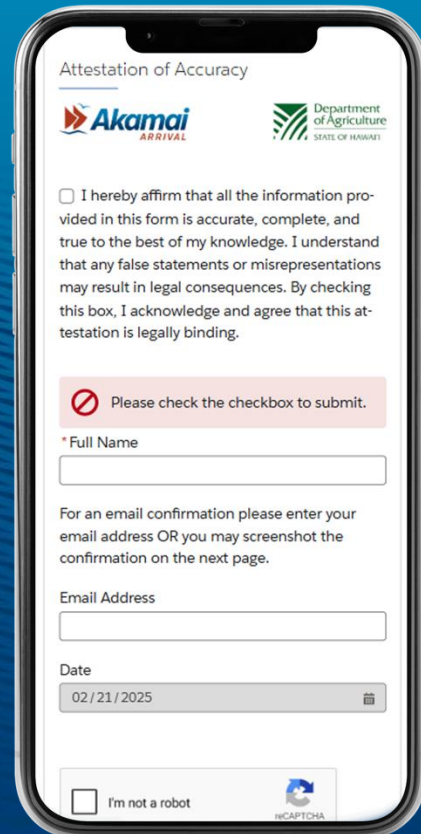 Attestation of Accuracy
Akamai
ARRIVAL
Department
of Agriculture
STATE OF HAWAIʻI
I hereby affirm that all the information pro-
vided in this form is accurate, complete, and
true to the best of my knowledge. I understand
that any false statements or misrepresentations
may result in legal consequences. By checking
this box, I acknowledge and agree that this at-
testation is legally binding.
Please check the checkbox to submit.
* Full Name
For an email confirmation please enter your
email address OR you may screenshot the
confirmation on the next page.
Email Address
Date
02/21/2025
I'm not a robot
reCAPTCHA